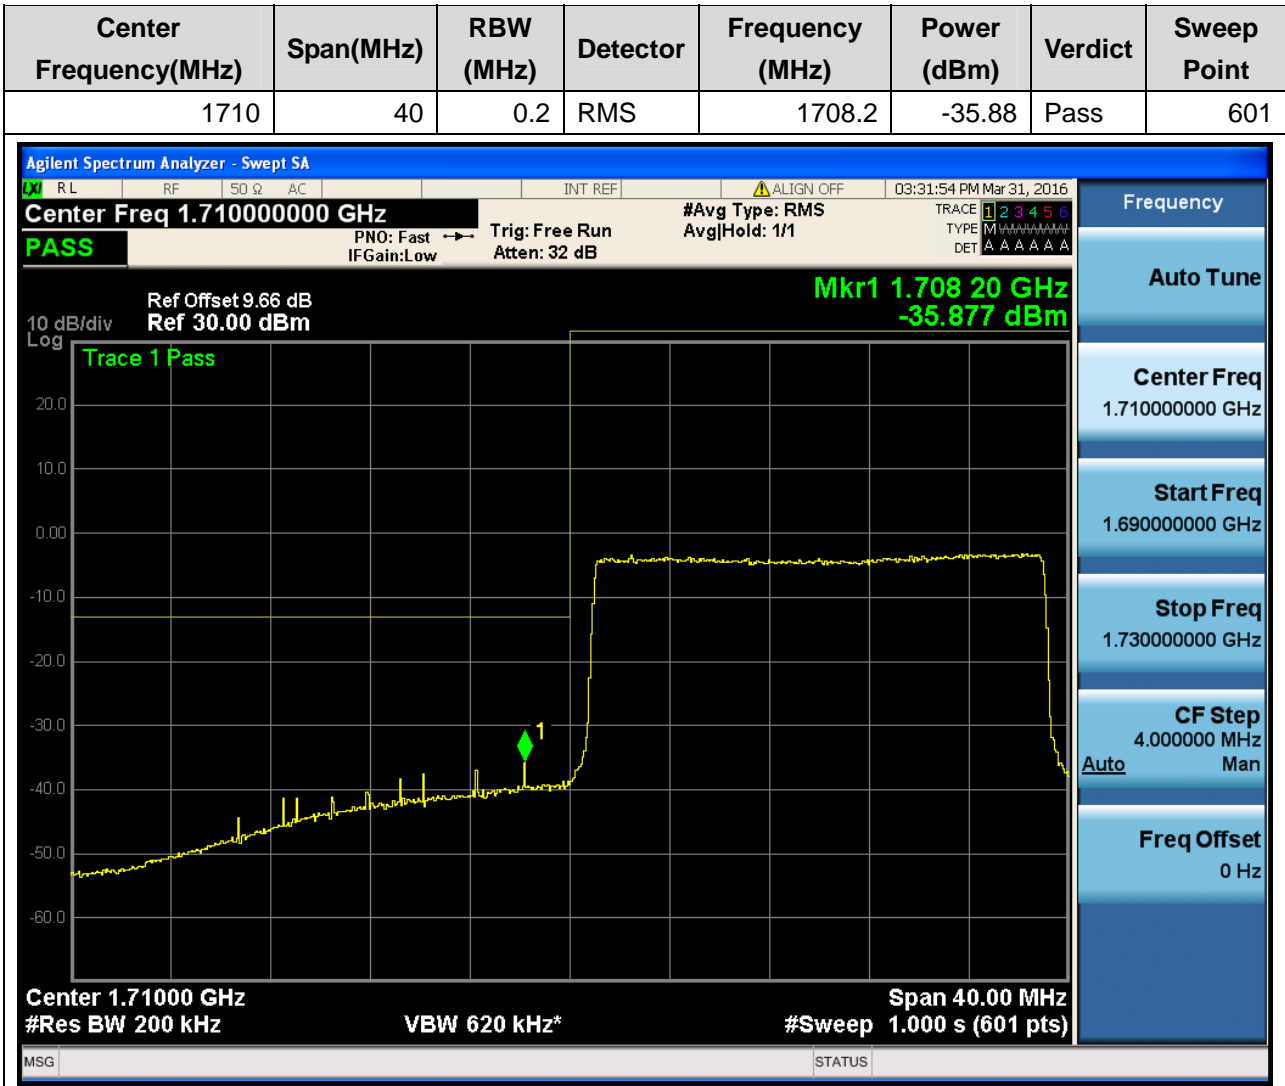 Center Frequency(MHz) Span(MHz) RBW (MHz) Detector Frequency (MHz) Power (dBm) Verdict Sweep Point
1710 40 0.2 RMS 1708.2 -35.88 Pass 601
Agilent Spectrum Analyzer - Swept SA
LXI RL RF 50 Ω AC INT REF ALIGN OFF 03:31:54 PM Mar 31, 2016
Center Freq 1.710000000 GHz
PASS
PNO: Fast
IFGain:Low
Trig: Free Run
Atten: 32 dB
#Avg Type: RMS
Avg|Hold: 1/1
TRACE 1 2 3 4 5 6
TYPE M WWWWW
DET A A A A A A
Mkr1 1.708 20 GHz
-35.877 dBm
Ref Offset 9.66 dB
10 dB/div Ref 30.00 dBm
Log
Trace 1 Pass
20.0
10.0
0.00
-10.0
-20.0
-30.0
-40.0
-50.0
-60.0
1
Center 1.71000 GHz Span 40.00 MHz
#Res BW 200 kHz VBW 620 kHz* #Sweep 1.000 s (601 pts)
MSG STATUS
Frequency
Auto Tune
Center Freq
1.710000000 GHz
Start Freq
1.690000000 GHz
Stop Freq
1.730000000 GHz
CF Step
4.000000 MHz
Auto Man
Freq Offset
0 Hz